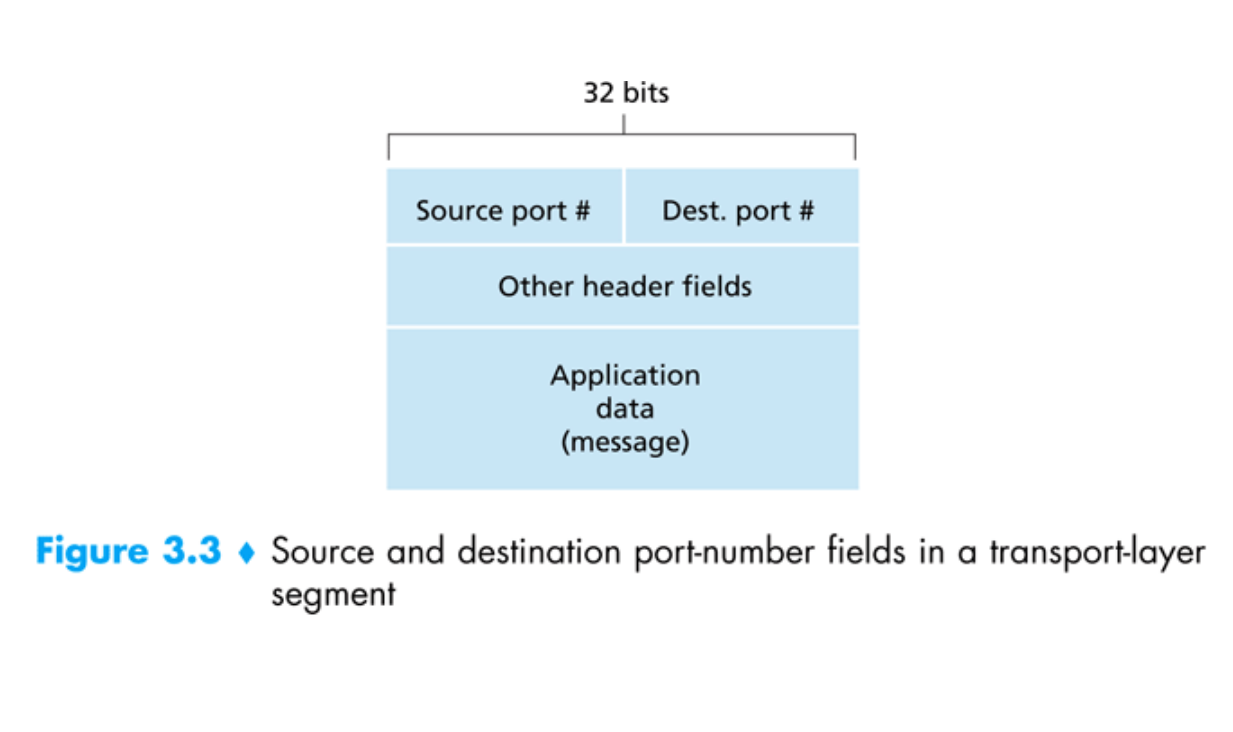 32 bits
Source port # Dest. port #
Other header fields
Application
data
(message)
Figure 3.3 ♦ Source and destination port-number fields in a transport-layer
segment